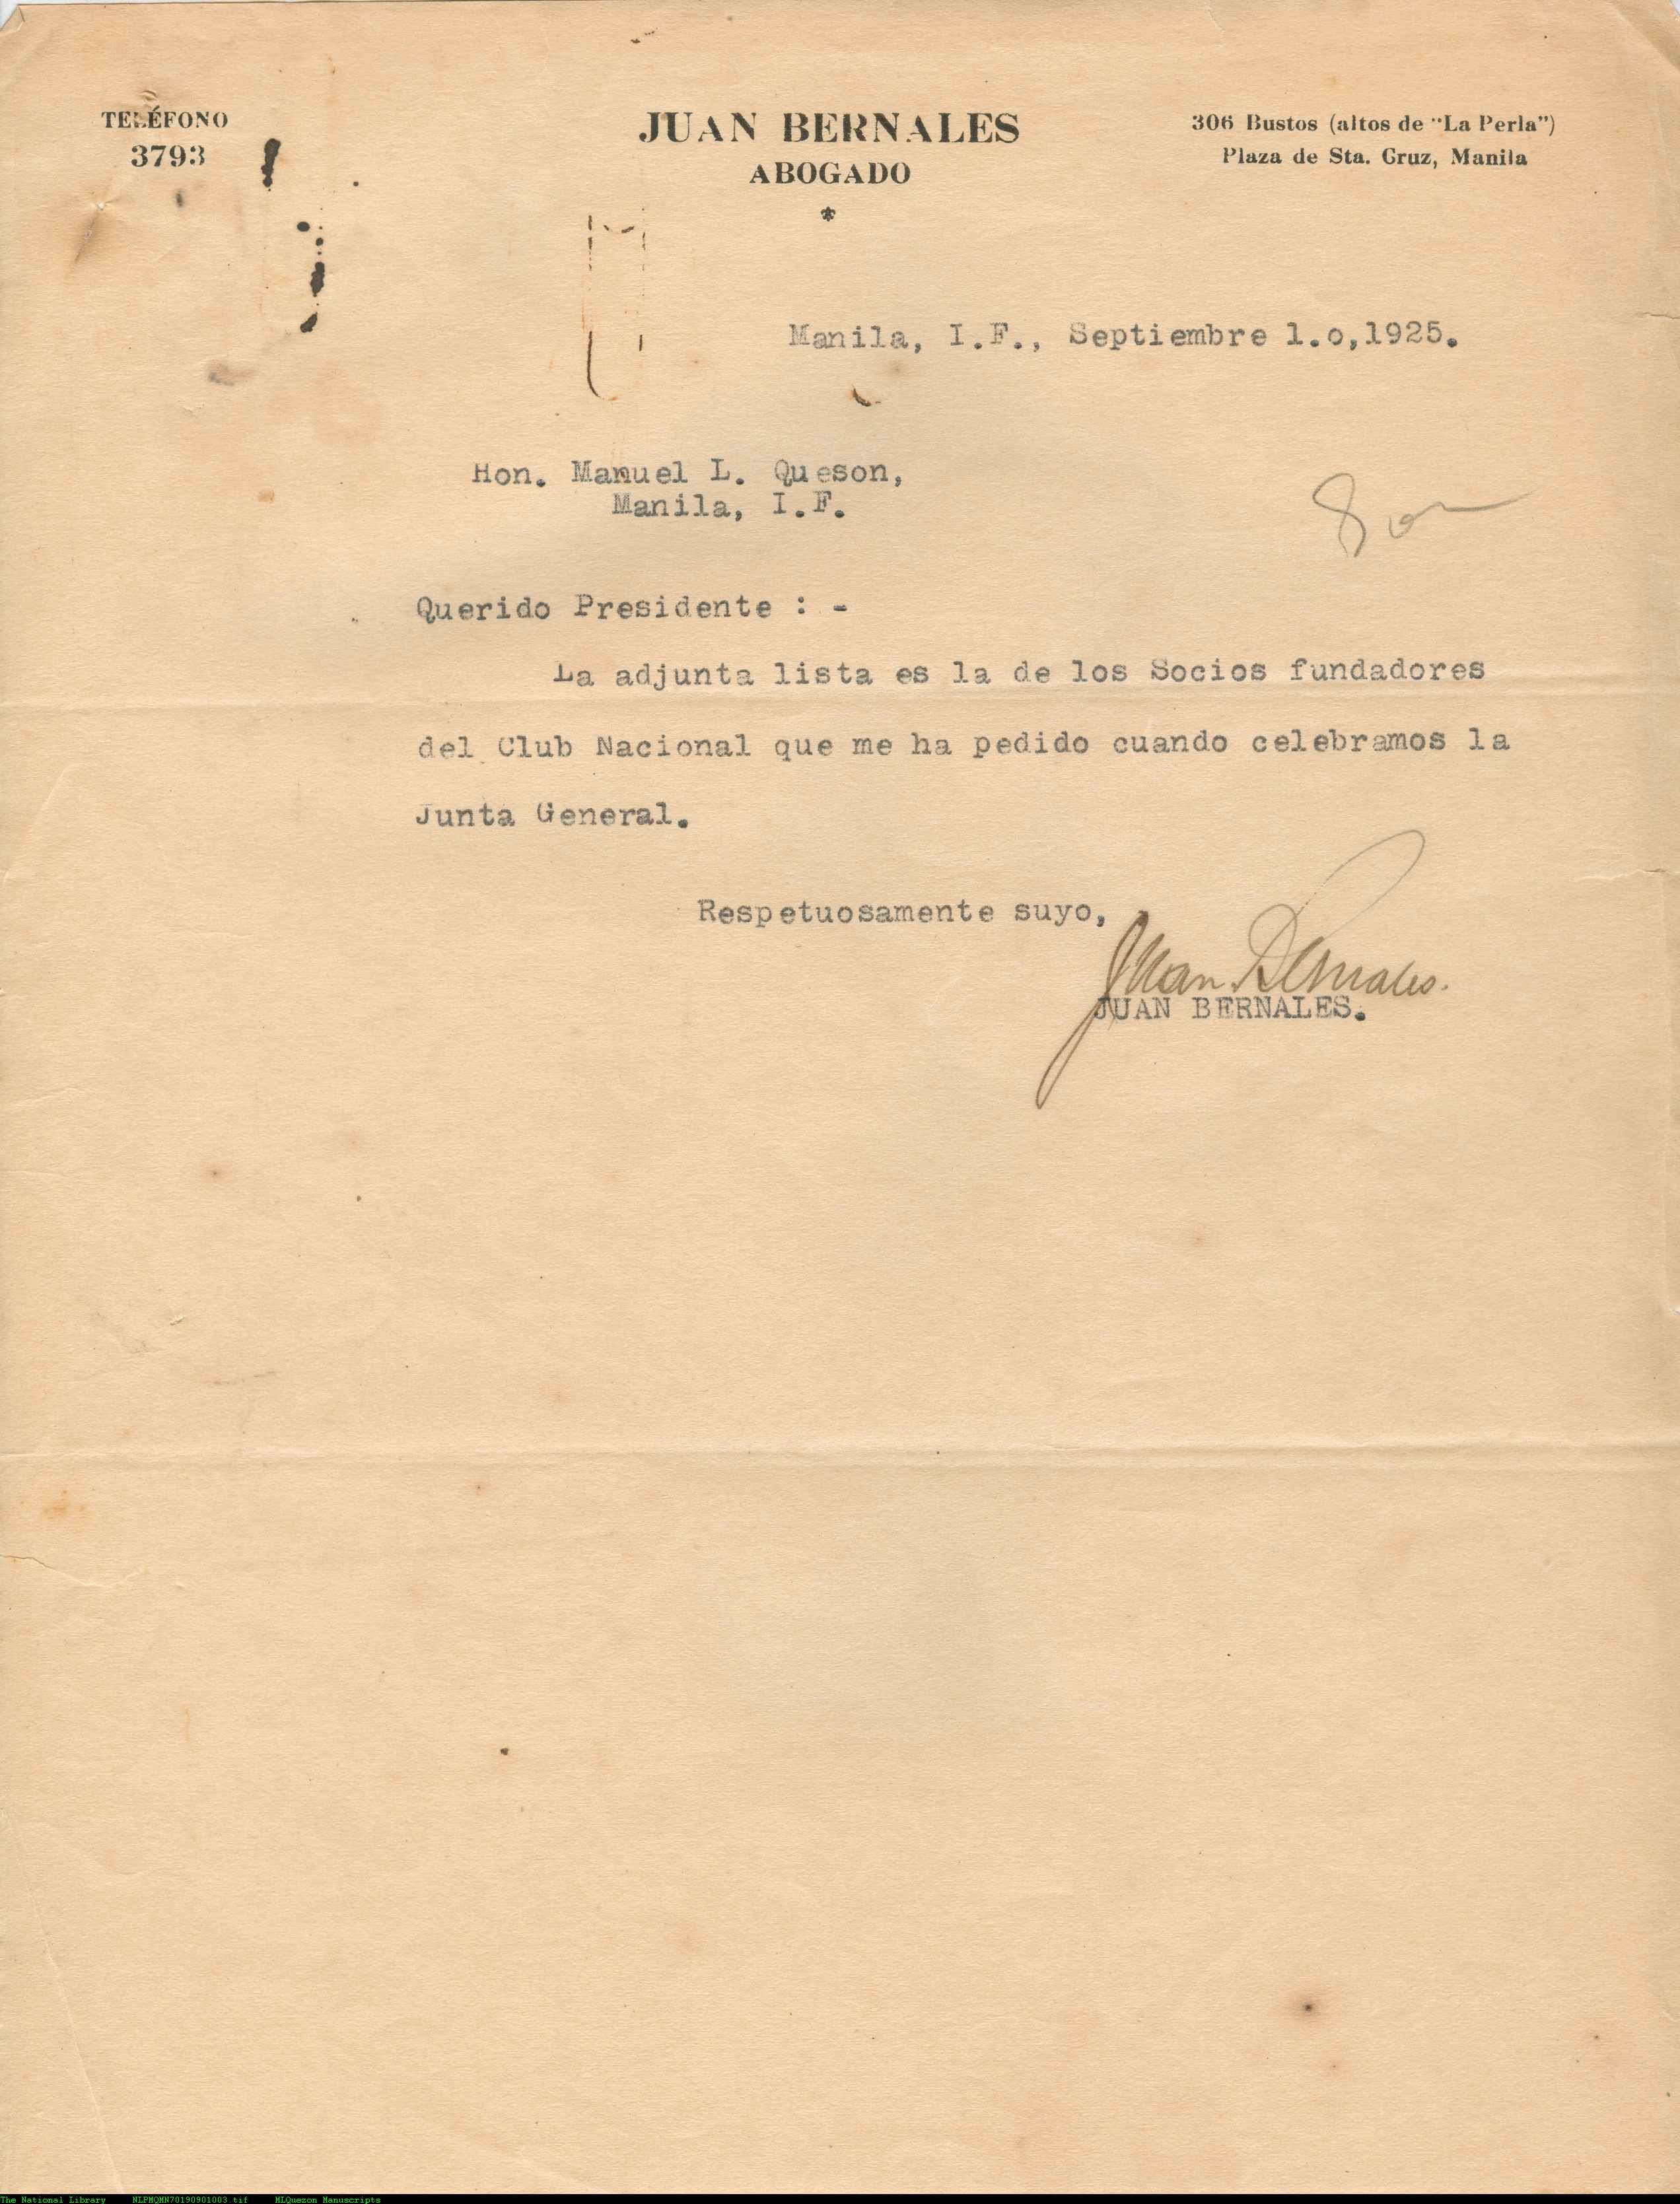 TELÉFONO
3793
JUAN BERNALES
ABOGADO
306 Bustos (altos de "La Perla")
Plaza de Sta. Cruz, Manila
Manila, I.F., Septiembre 1.o,1925.
Hon. Manuel L. Queson,
Manila, I.F.
Querido Presidente : -
La adjunta lista es la de los Socios fundadores
del Club Nacional que me ha pedido cuando celebramos la
Junta General.
Respetuosamente suyo,
Juan Bernales.
JUAN BERNALES.
The National Library NLPMQMN70190901003.tif MLQuezon Manuscripts